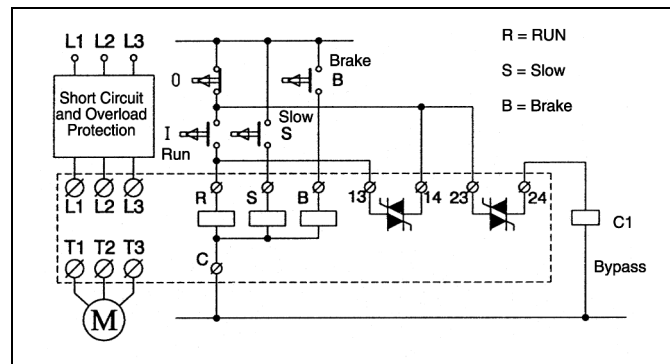 L1 L2 L3
Short Circuit
and Overload
Protection
0
I
Run
Slow
S
Brake
B
R = RUN
S = Slow
B = Brake
L1 L2 L3
R
S
B
13
14
23
24
T1 T2 T3
C
C1
Bypass
M